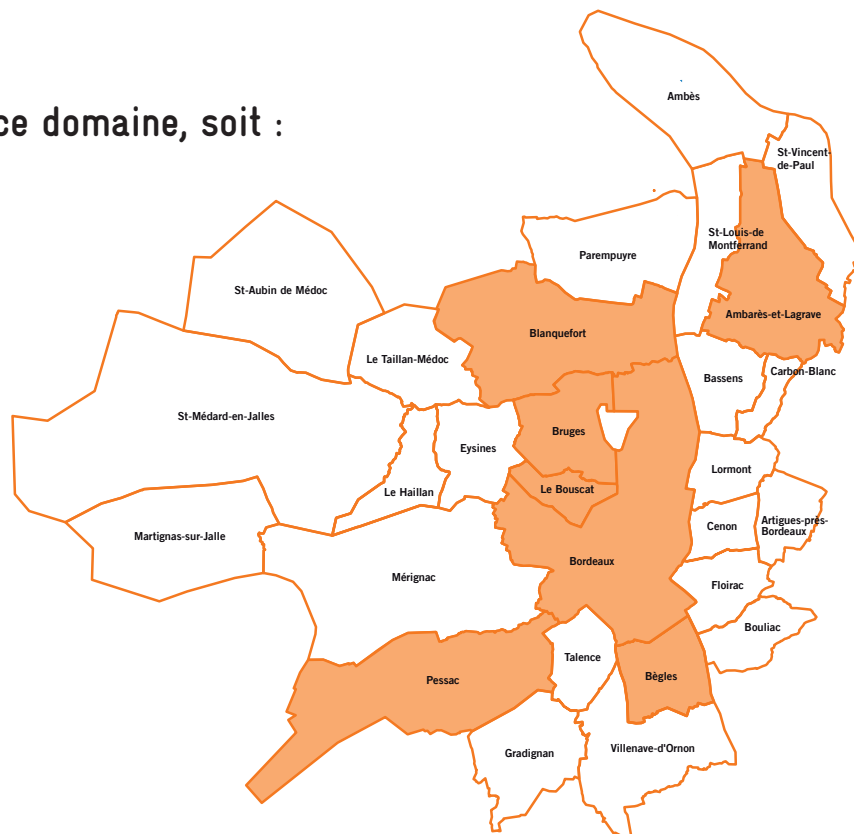 ce domaine, soit :
Ambès
St-Vincent-
de-Paul
St-Louis-de
Montferrand
Parempuyre
St-Aubin de Médoc
Ambarès-et-Lagrave
Blanquefort
Le Taillan-Médoc
Carbon-Blanc
Bassens
St-Médard-en-Jalles
Bruges
Eysines
Lormont
Le Bouscat
Le Haillan
Cenon
Artigues-près-
Bordeaux
Martignas-sur-Jalle
Bordeaux
Mérignac
Floirac
Bouliac
Talence
Bègles
Pessac
Gradignan
Villenave-d'Ornon